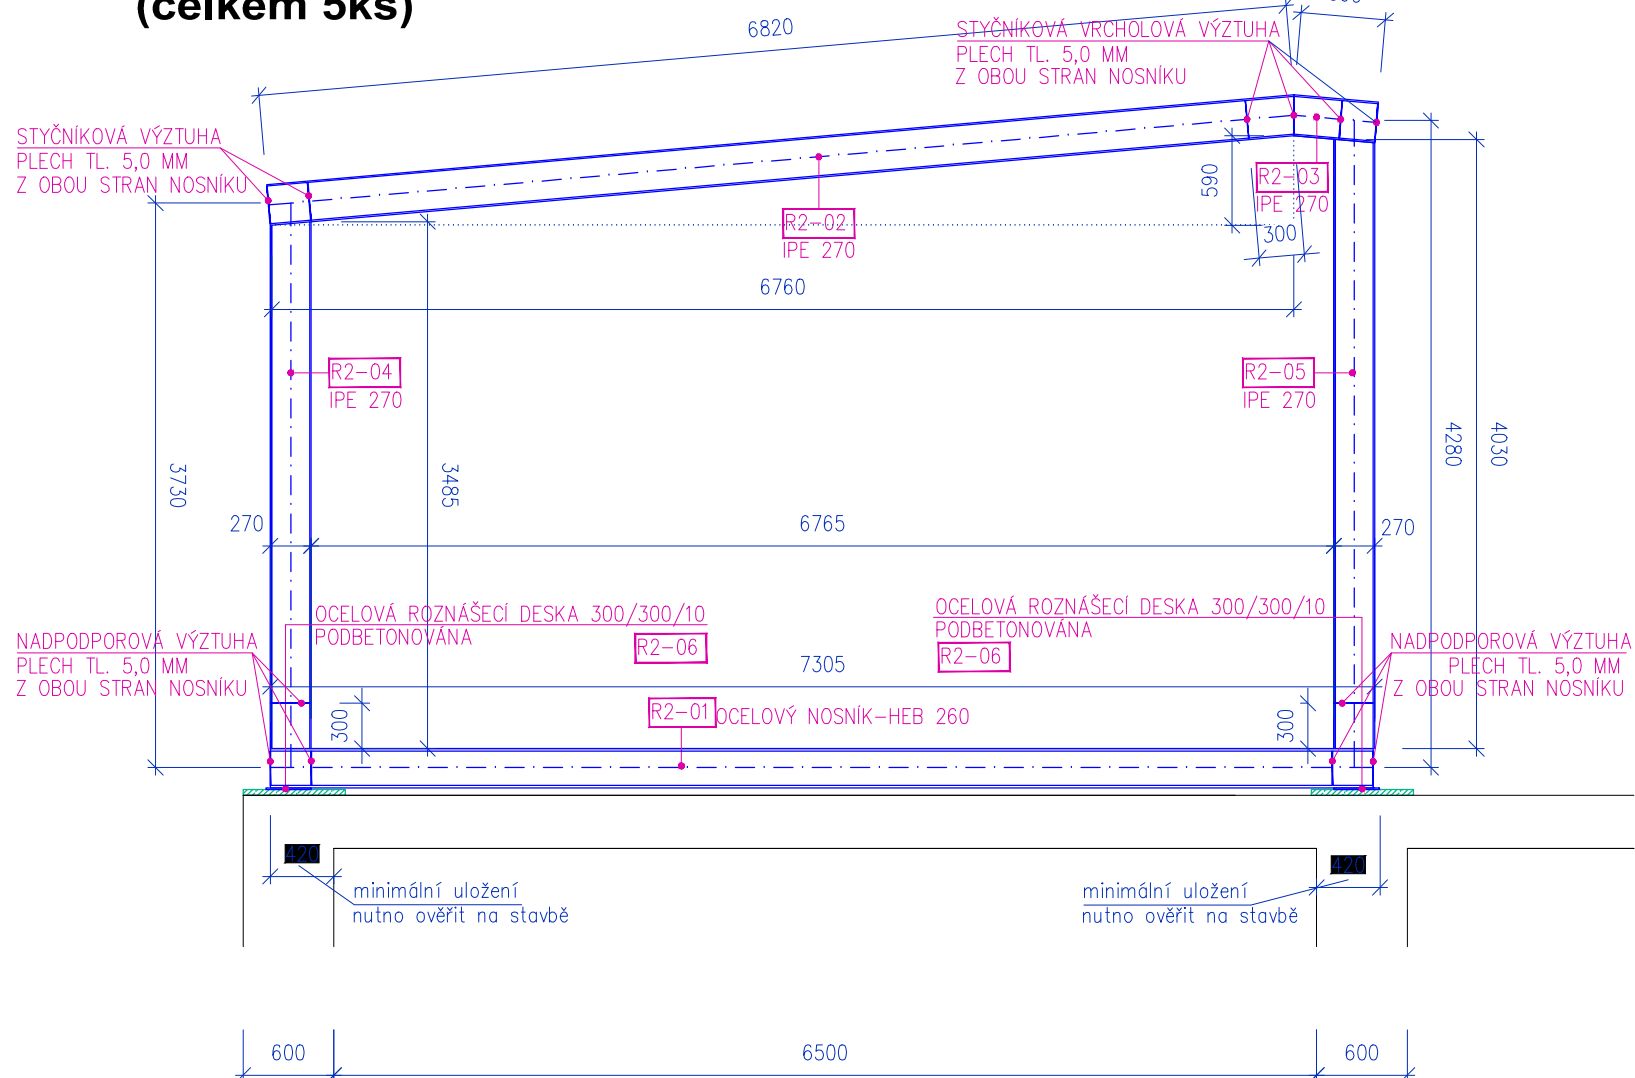 (celkem 5ks)
6820
STYČNÍKOVÁ VRCHOLOVÁ VÝZTUHA
PLECH TL. 5,0 MM
Z OBOU STRAN NOSNÍKU
STYČNÍKOVÁ VÝZTUHA
PLECH TL. 5,0 MM
Z OBOU STRAN NOSNÍKU
590
R2-03
IPE 270
300
R2-02
IPE 270
6760
R2-04
IPE 270
R2-05
IPE 270
3730
3485
4280
4030
270
6765
270
OCELOVÁ ROZNÁŠECÍ DESKA 300/300/10
PODBETONOVÁNA
R2-06
OCELOVÁ ROZNÁŠECÍ DESKA 300/300/10
PODBETONOVÁNA
R2-06
NADPODPOROVÁ VÝZTUHA
PLECH TL. 5,0 MM
Z OBOU STRAN NOSNÍKU
NADPODPOROVÁ VÝZTUHA
PLECH TL. 5,0 MM
Z OBOU STRAN NOSNÍKU
7305
300
R2-01 OCELOVÝ NOSNÍK-HEB 260
300
420
minimální uložení
nutno ověřit na stavbě
420
minimální uložení
nutno ověřit na stavbě
600
6500
600